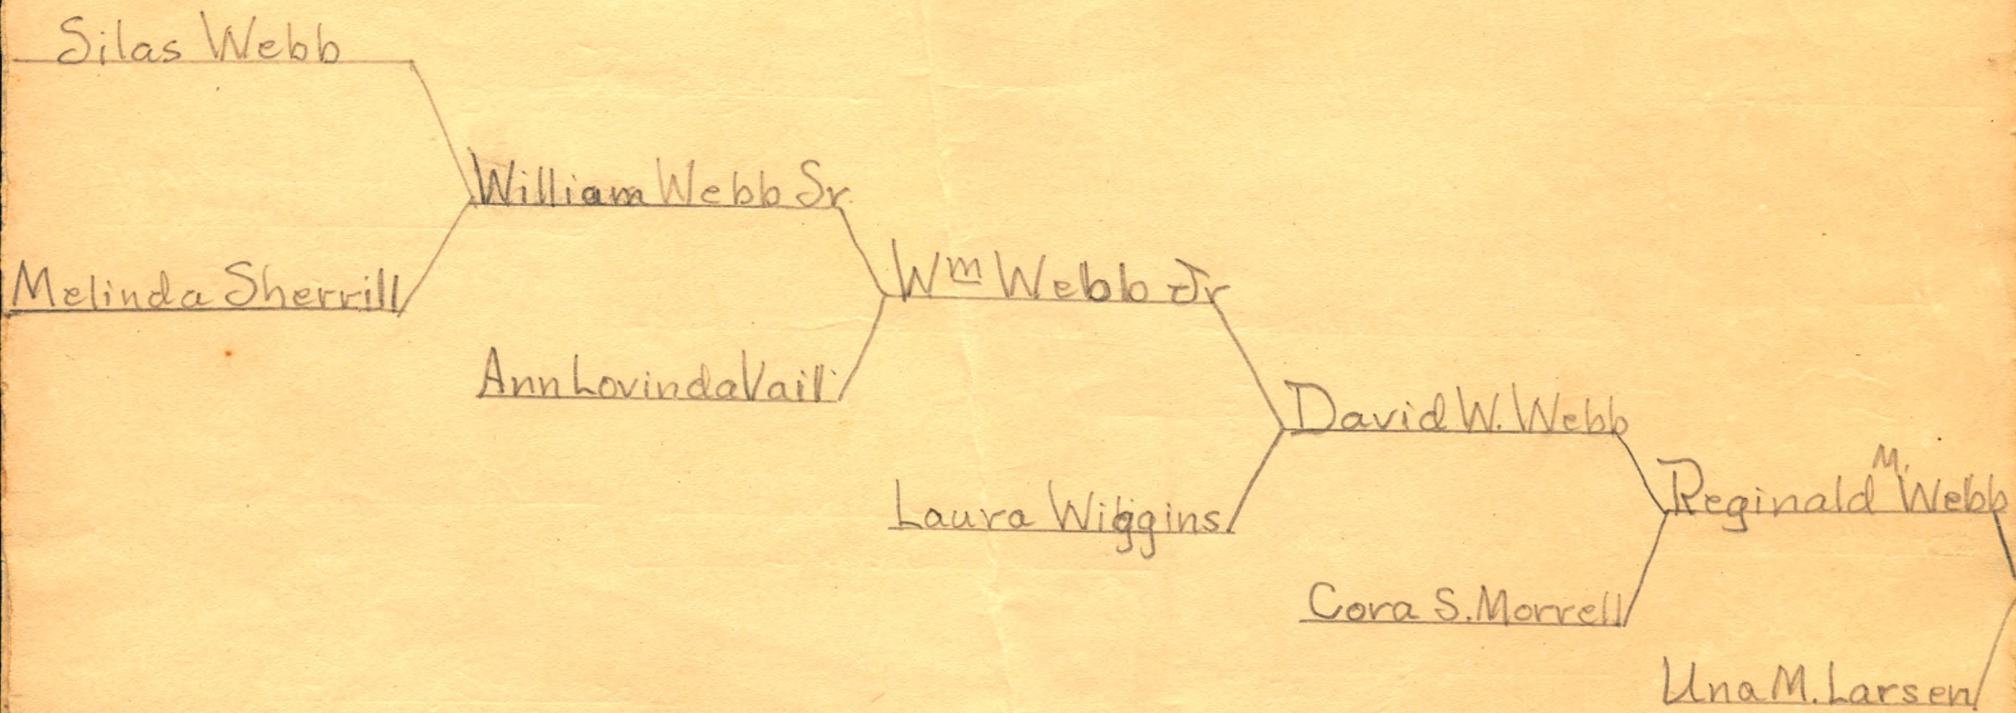 Silas Webb
William Webb Sr.
Melinda Sherrill
Wm Webb Jr
Ann Lovinda Vail
David W. Webb
Reginald M. Webb
Laura Wiggins.
Cora S. Morrell
Una M. Larsen